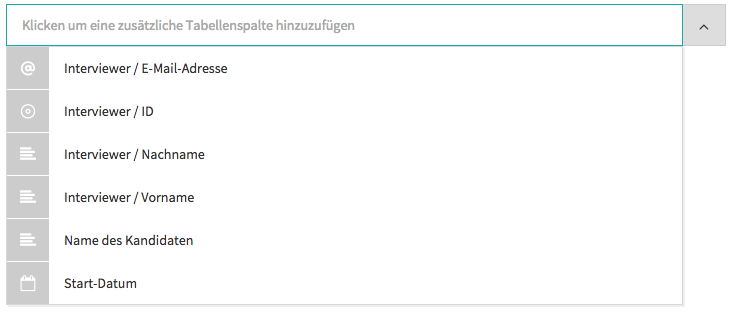 Klicken um eine zusätzliche Tabellenspalte hinzuzufügen
Interviewer / E-Mail-Adresse
Interviewer / ID
Interviewer / Nachname
Interviewer / Vorname
Name des Kandidaten
Start-Datum